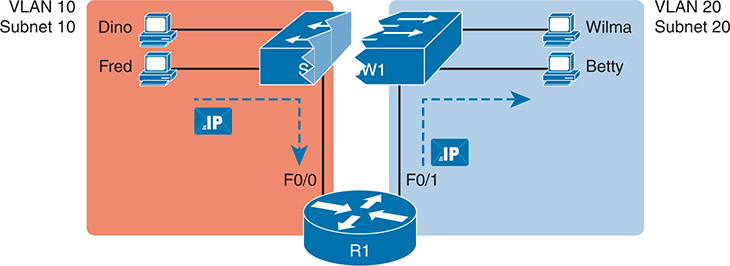 VLAN 10
Subnet 10
Dino
Fred
S
W1
Wilma
Betty
VLAN 20
Subnet 20
.:IP
.:IP
F0/0
F0/1
R1